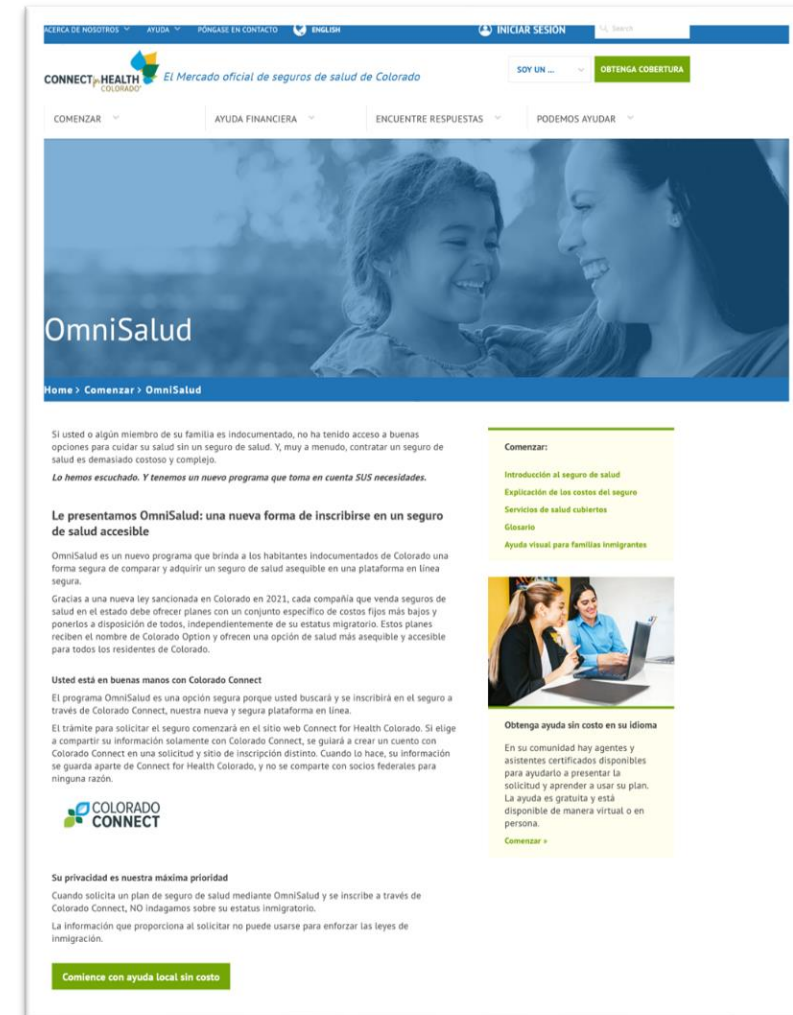 ACERCA DE NOSOTROS AYUDA PÓNGASE EN CONTACTO ENGLISH INICIAR SESIÓN Search
CONNECT for HEALTH
COLORADO
El Mercado oficial de seguros de salud de Colorado
SOY UN ... OBTENGA COBERTURA
COMENZAR AYUDA FINANCIERA ENCUENTRE RESPUESTAS PODEMOS AYUDAR
OmniSalud
Home > Comenzar > OmniSalud
Si usted o algún miembro de su familia es indocumentado, no ha tenido acceso a buenas
opciones para cuidar su salud sin un seguro de salud. Y, muy a menudo, contratar un seguro de
salud es demasiado costoso y complejo.
Lo hemos escuchado. Y tenemos un nuevo programa que toma en cuenta SUS necesidades.
Le presentamos OmniSalud: una nueva forma de inscribirse en un seguro
de salud accesible
OmniSalud es un nuevo programa que brinda a los habitantes indocumentados de Colorado una
forma segura de comparar y adquirir un seguro de salud asequible en una plataforma en línea
segura.
Gracias a una nueva ley sancionada en Colorado en 2021, cada compañía que venda seguros de
salud en el estado debe ofrecer planes con un conjunto específico de costos fijos más bajos y
ponerlos a disposición de todos, independientemente de su estatus migratorio. Estos planes
reciben el nombre de Colorado Option y ofrecen una opción de salud más asequible y accesible
para todos los residentes de Colorado.
Usted está en buenas manos con Colorado Connect
El programa OmniSalud es una opción segura porque usted buscará y se inscribirá en el seguro a
través de Colorado Connect, nuestra nueva y segura plataforma en línea.
El trámite para solicitar el seguro comenzará en el sitio web Connect for Health Colorado. Si elige
a compartir su información solamente con Colorado Connect, se guiará a crear un cuento con
Colorado Connect en una solicitud y sitio de inscripción distinto. Cuando lo hace, su información
se guarda aparte de Connect for Health Colorado, y no se comparte con socios federales para
ninguna razón.
COLORADO
CONNECT
Su privacidad es nuestra máxima prioridad
Cuando solicita un plan de seguro de salud mediante OmniSalud y se inscribe a través de
Colorado Connect, NO indagamos sobre su estatus inmigratorio.
La información que proporciona al solicitar no puede usarse para enforzar las leyes de
inmigración.
Comience con ayuda local sin costo
Comenzar:
Introducción al seguro de salud
Explicación de los costos del seguro
Servicios de salud cubiertos
Glosario
Ayuda visual para familias inmigrantes
Obtenga ayuda sin costo en su idioma
En su comunidad hay agentes y
asistentes certificados disponibles
para ayudarlo a presentar la
solicitud y aprender a usar su plan.
La ayuda es gratuita y está
disponible de manera virtual o en
persona.
Comenzar »